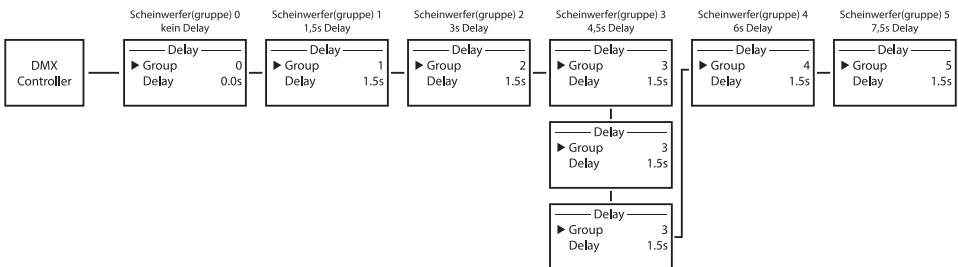 Scheinwerfer(gruppe) 0
kein Delay
Scheinwerfer(gruppe) 1
1,5s Delay
Scheinwerfer(gruppe) 2
3s Delay
Scheinwerfer(gruppe) 3
4,5s Delay
Scheinwerfer(gruppe) 4
6s Delay
Scheinwerfer(gruppe) 5
7,5s Delay
DMX
Controller
Delay
▶ Group 0
Delay 0.0s
Delay
▶ Group 1
Delay 1.5s
Delay
▶ Group 2
Delay 1.5s
Delay
▶ Group 3
Delay 1.5s
Delay
▶ Group 4
Delay 1.5s
Delay
▶ Group 5
Delay 1.5s
Delay
▶ Group 3
Delay 1.5s
Delay
▶ Group 3
Delay 1.5s